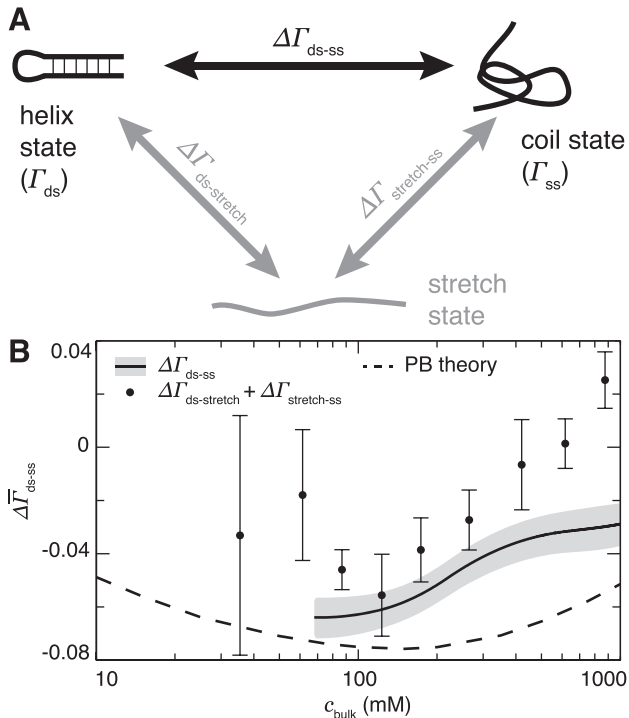 A
ΔΓds-ss
helix
state
(Γds)
coil state
(Γss)
ΔΓds-stretch
ΔΓstretch-ss
stretch
state
B
0.04
0
-0.04
-0.08
ΔΓ̅ds-ss
ΔΓds-ss
PB theory
ΔΓds-stretch + ΔΓstretch-ss
10
100
1000
cbulk (mM)